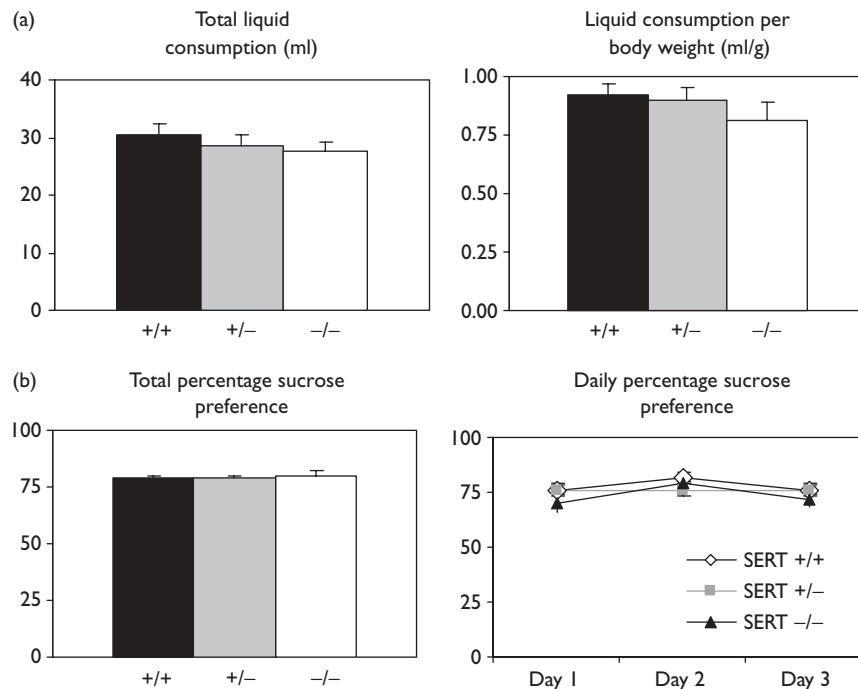 (a)
Total liquid
consumption (ml)
40
30
20
10
0
+/+ +/– –/–
Liquid consumption per
body weight (ml/g)
1.00
0.75
0.50
0.25
0.00
+/+ +/– –/–
(b)
Total percentage sucrose
preference
100
75
50
25
0
+/+ +/– –/–
Daily percentage sucrose
preference
100
75
50
25
0
SERT +/+
SERT +/–
SERT –/–
Day 1 Day 2 Day 3